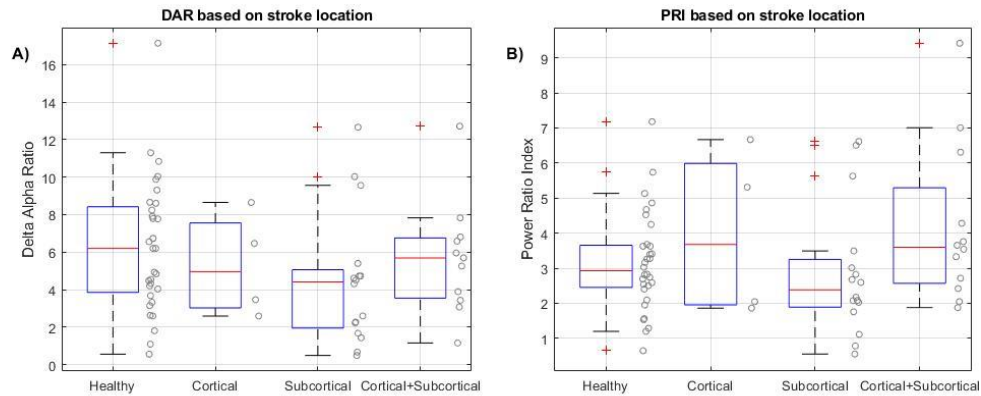 DAR based on stroke location
A)
Delta Alpha Ratio
16
14
12
10
8
6
4
2
0
Healthy Cortical Subcortical Cortical+Subcortical
PRI based on stroke location
B)
Power Ratio Index
9
8
7
6
5
4
3
2
1
Healthy Cortical Subcortical Cortical+Subcortical